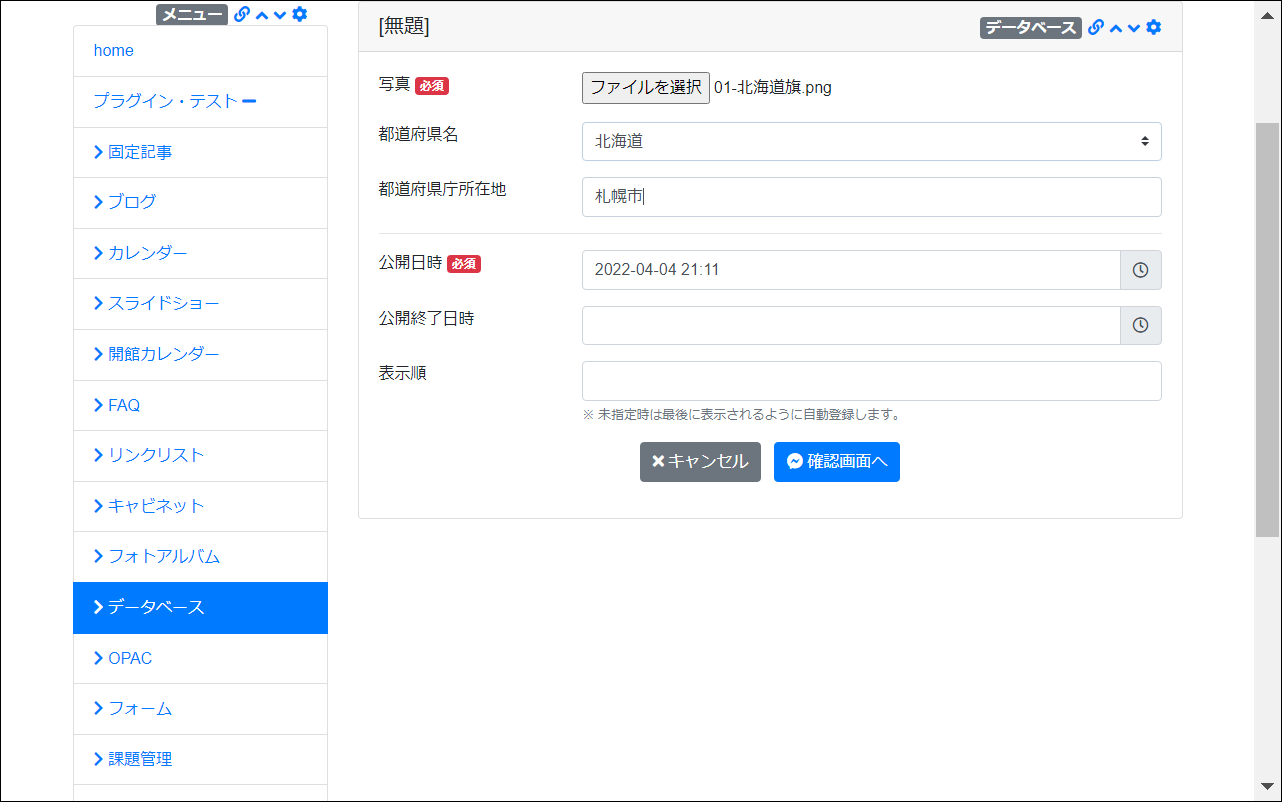 メニュー
home
プラグイン・テスト
固定記事
ブログ
カレンダー
スライドショー
開館カレンダー
FAQ
リンクリスト
キャビネット
フォトアルバム
データベース
OPAC
フォーム
課題管理
[無題]
データベース
写真 必須
ファイルを選択 01-北海道旗.png
都道府県名
北海道
都道府県庁所在地
札幌市
公開日時 必須
2022-04-04 21:11
公開終了日時
表示順
※ 未指定時は最後に表示されるように自動登録します。
キャンセル
確認画面へ